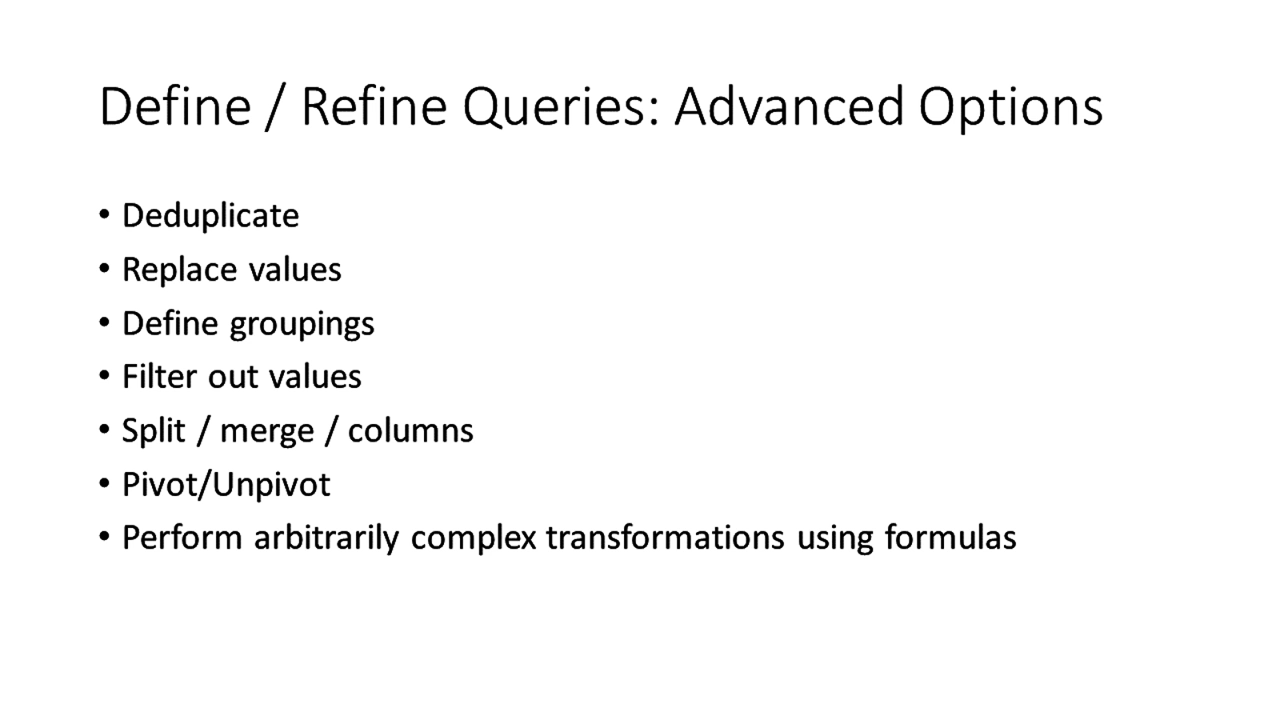 Define / Refine Queries: Advanced Options
• Deduplicate
• Replace values
• Define groupings
• Filter out values
• Split / merge / columns
• Pivot/Unpivot
• Perform arbitrarily complex transformations using formulas